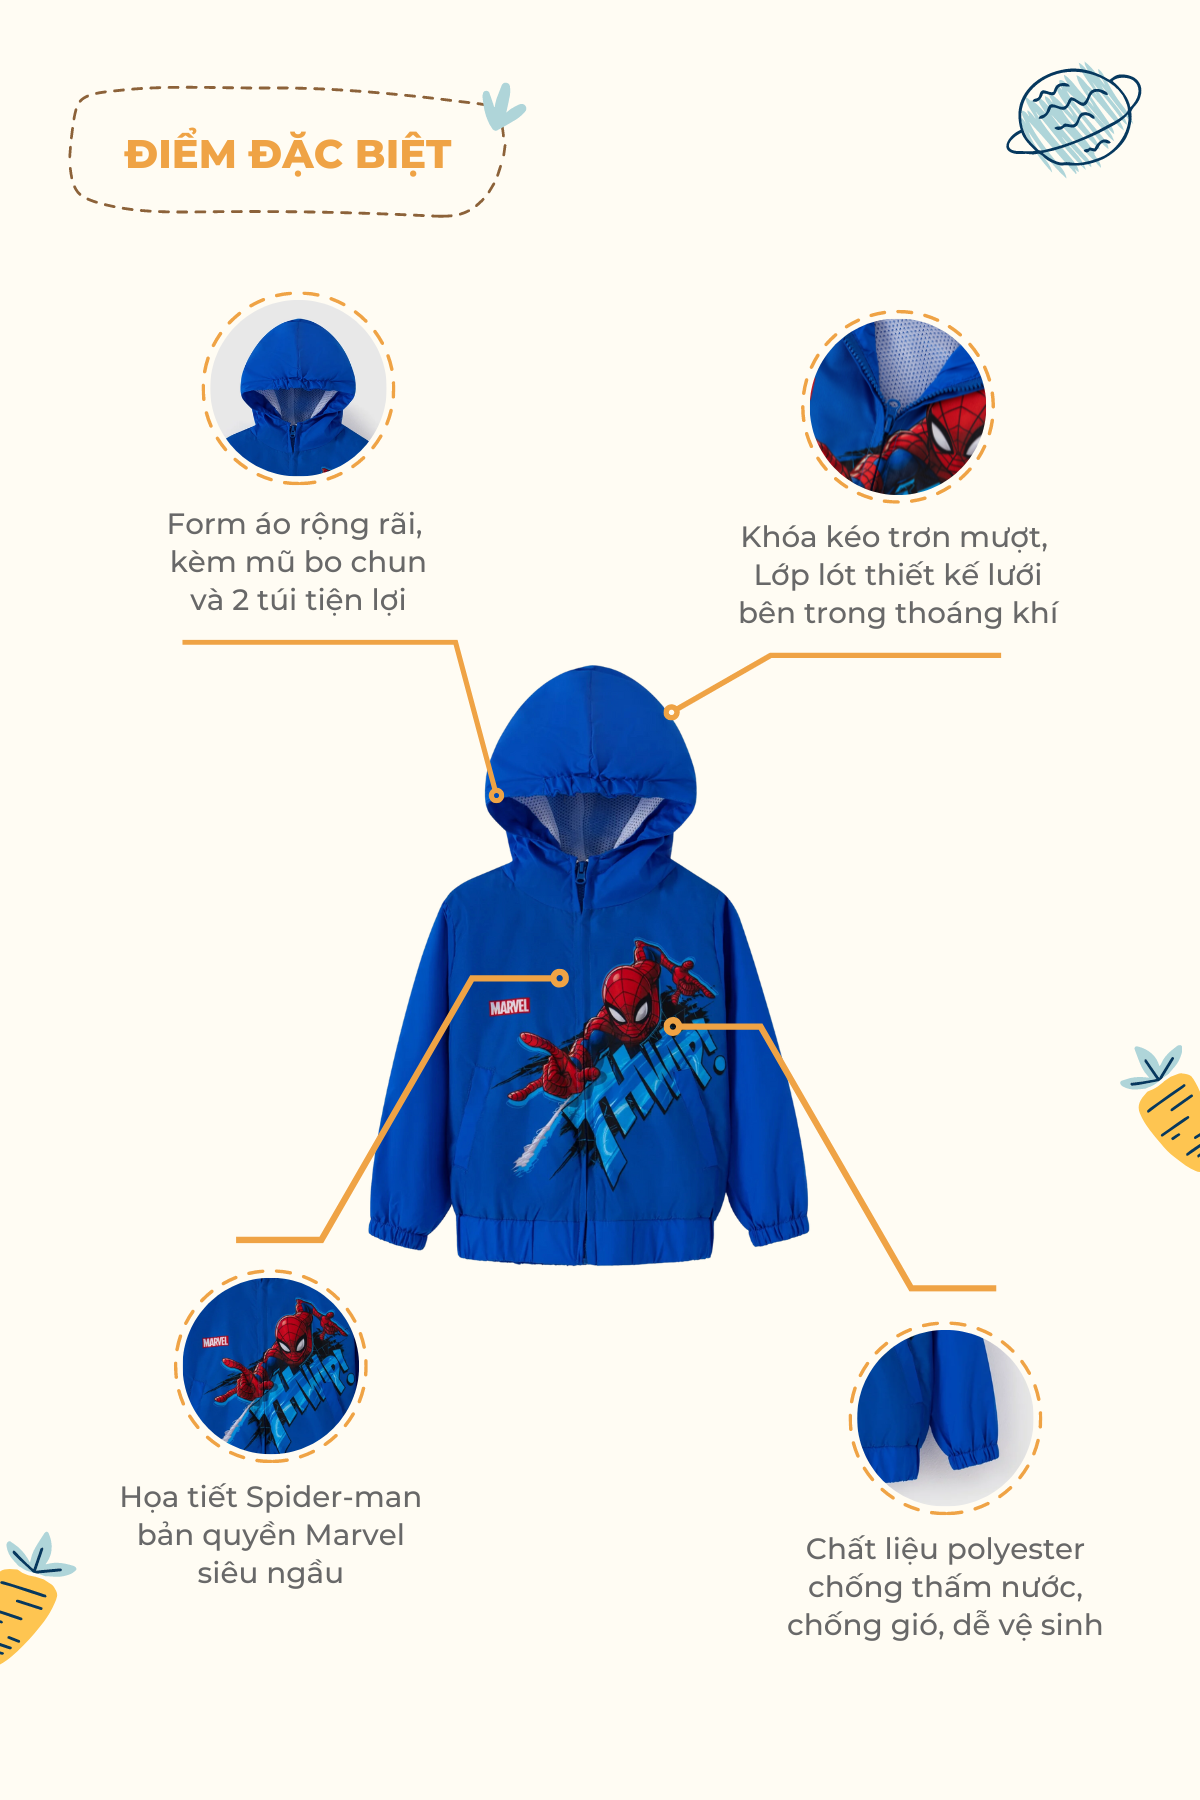 ĐIỂM ĐẶC BIỆT
Form áo rộng rãi,
kèm mũ bo chun
và 2 túi tiện lợi
Khóa kéo trơn mượt,
Lớp lót thiết kế lưới
bên trong thoáng khí
MARVEL
THWIP!
MARVEL
THWIP!
Họa tiết Spider-man
bản quyền Marvel
siêu ngầu
Chất liệu polyester
chống thấm nước,
chống gió, dễ vệ sinh